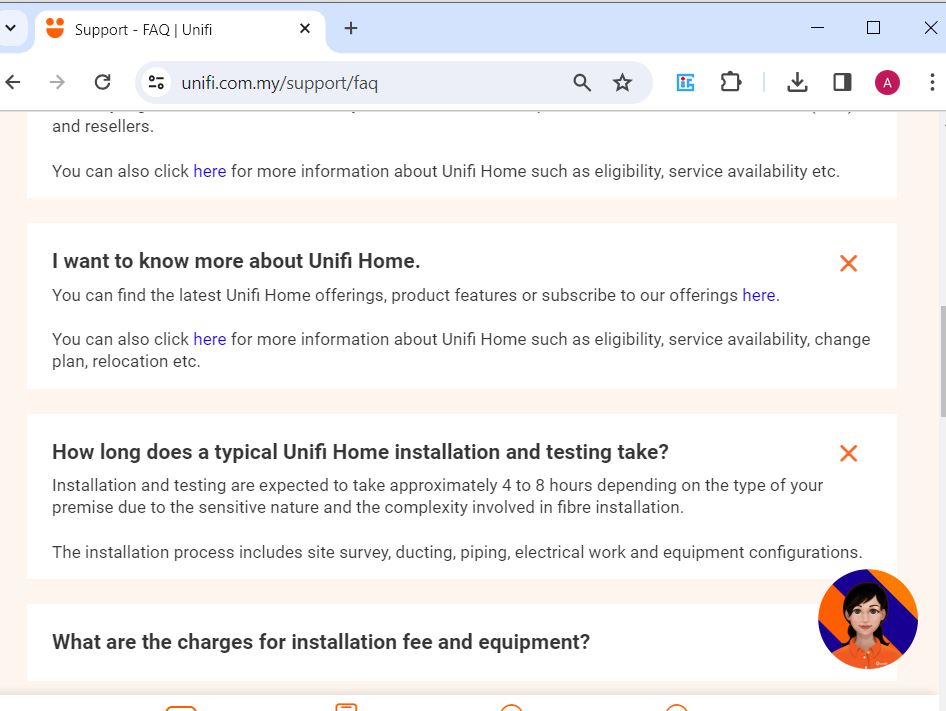 Support - FAQ | Unifi
unifi.com.my/support/faq
A
and resellers.
You can also click here for more information about Unifi Home such as eligibility, service availability etc.
I want to know more about Unifi Home.
You can find the latest Unifi Home offerings, product features or subscribe to our offerings here.
You can also click here for more information about Unifi Home such as eligibility, service availability, change
plan, relocation etc.
How long does a typical Unifi Home installation and testing take?
Installation and testing are expected to take approximately 4 to 8 hours depending on the type of your
premise due to the sensitive nature and the complexity involved in fibre installation.
The installation process includes site survey, ducting, piping, electrical work and equipment configurations.
What are the charges for installation fee and equipment?